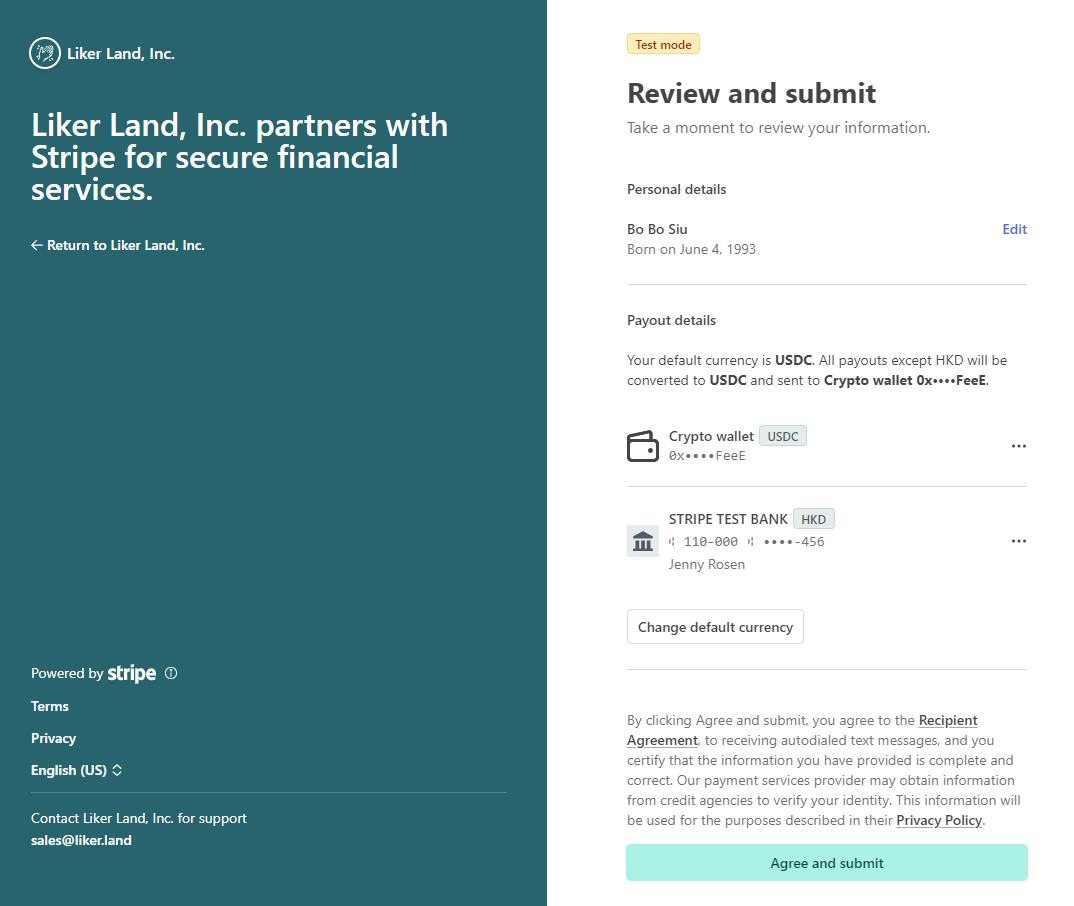 Liker Land, Inc.
Liker Land, Inc. partners with
Stripe for secure financial
services.
← Return to Liker Land, Inc.
Powered by stripe
Terms
Privacy
English (US)
Contact Liker Land, Inc. for support
sales@liker.land
Test mode
Review and submit
Take a moment to review your information.
Personal details
Bo Bo Siu
Edit
Born on June 4, 1993
Payout details
Your default currency is USDC. All payouts except HKD will be
converted to USDC and sent to Crypto wallet 0x••••FeeE.
Crypto wallet USDC
0x••••FeeE
STRIPE TEST BANK HKD
⑆ 110-000 ⑆ ••••-456
Jenny Rosen
Change default currency
By clicking Agree and submit, you agree to the Recipient
Agreement, to receiving autodialed text messages, and you
certify that the information you have provided is complete and
correct. Our payment services provider may obtain information
from credit agencies to verify your identity. This information will
be used for the purposes described in their Privacy Policy.
Agree and submit